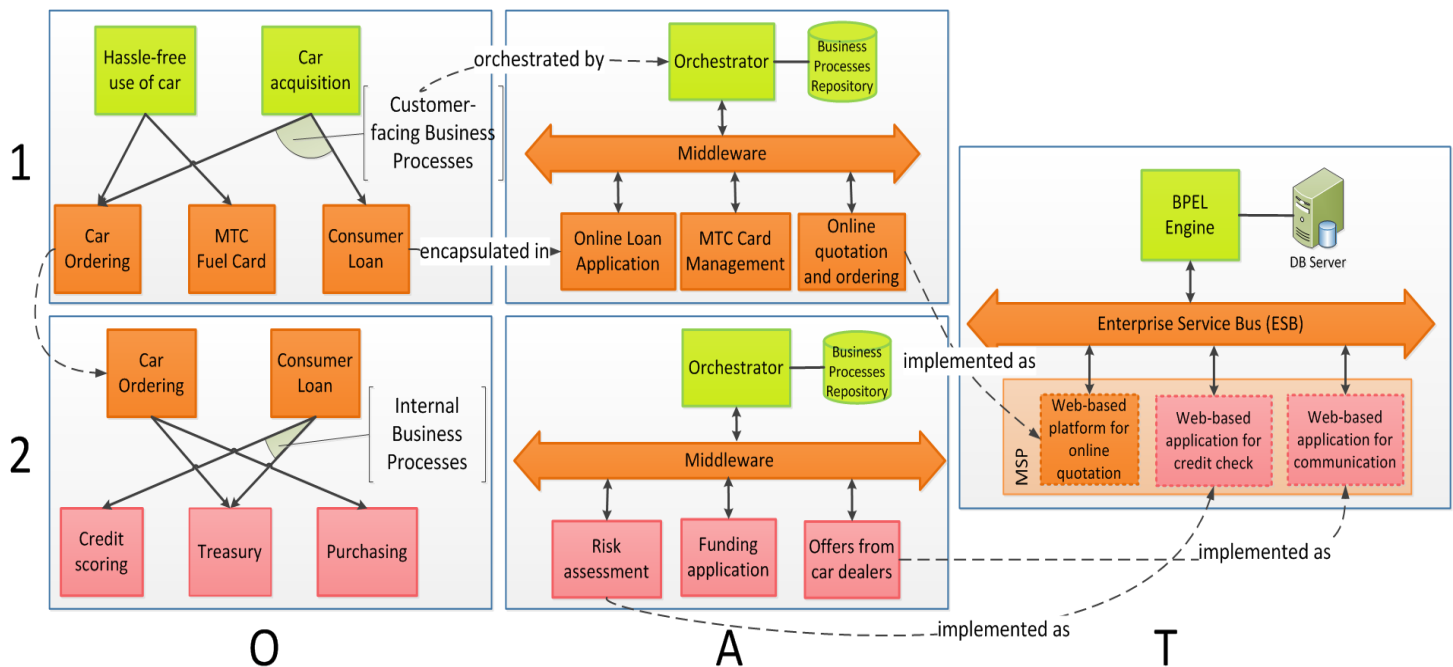 1
Hassle-free
use of car
Car
acquisition
Customer-
facing Business
Processes
Car
Ordering
MTC
Fuel Card
Consumer
Loan
orchestrated by
encapsulated in
Orchestrator
Business
Processes
Repository
Middleware
Online Loan
Application
MTC Card
Management
Online
quotation
and ordering
2
Car
Ordering
Consumer
Loan
Internal
Business
Processes
Credit
scoring
Treasury
Purchasing
Orchestrator
Business
Processes
Repository
Middleware
Risk
assessment
Funding
application
Offers from
car dealers
implemented as
implemented as
implemented as
BPEL
Engine
DB Server
Enterprise Service Bus (ESB)
MSP
Web-based
platform for
online
quotation
Web-based
application for
credit check
Web-based
application for
communication
O
A
T